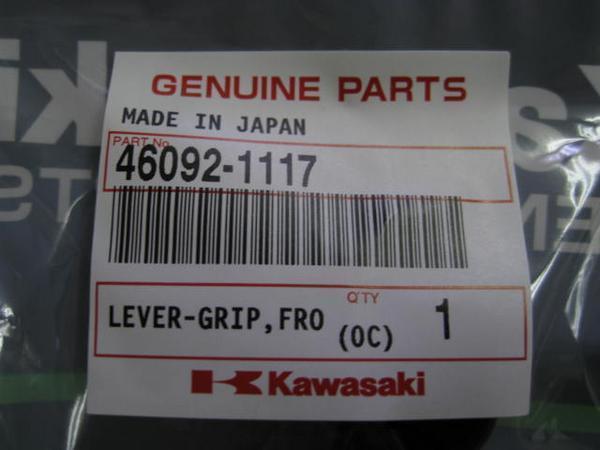 GENUINE PARTS
MADE IN JAPAN
PART No.
46092-1117
LEVER-GRIP,FRO
(OC)
Q'TY
1
Kawasaki